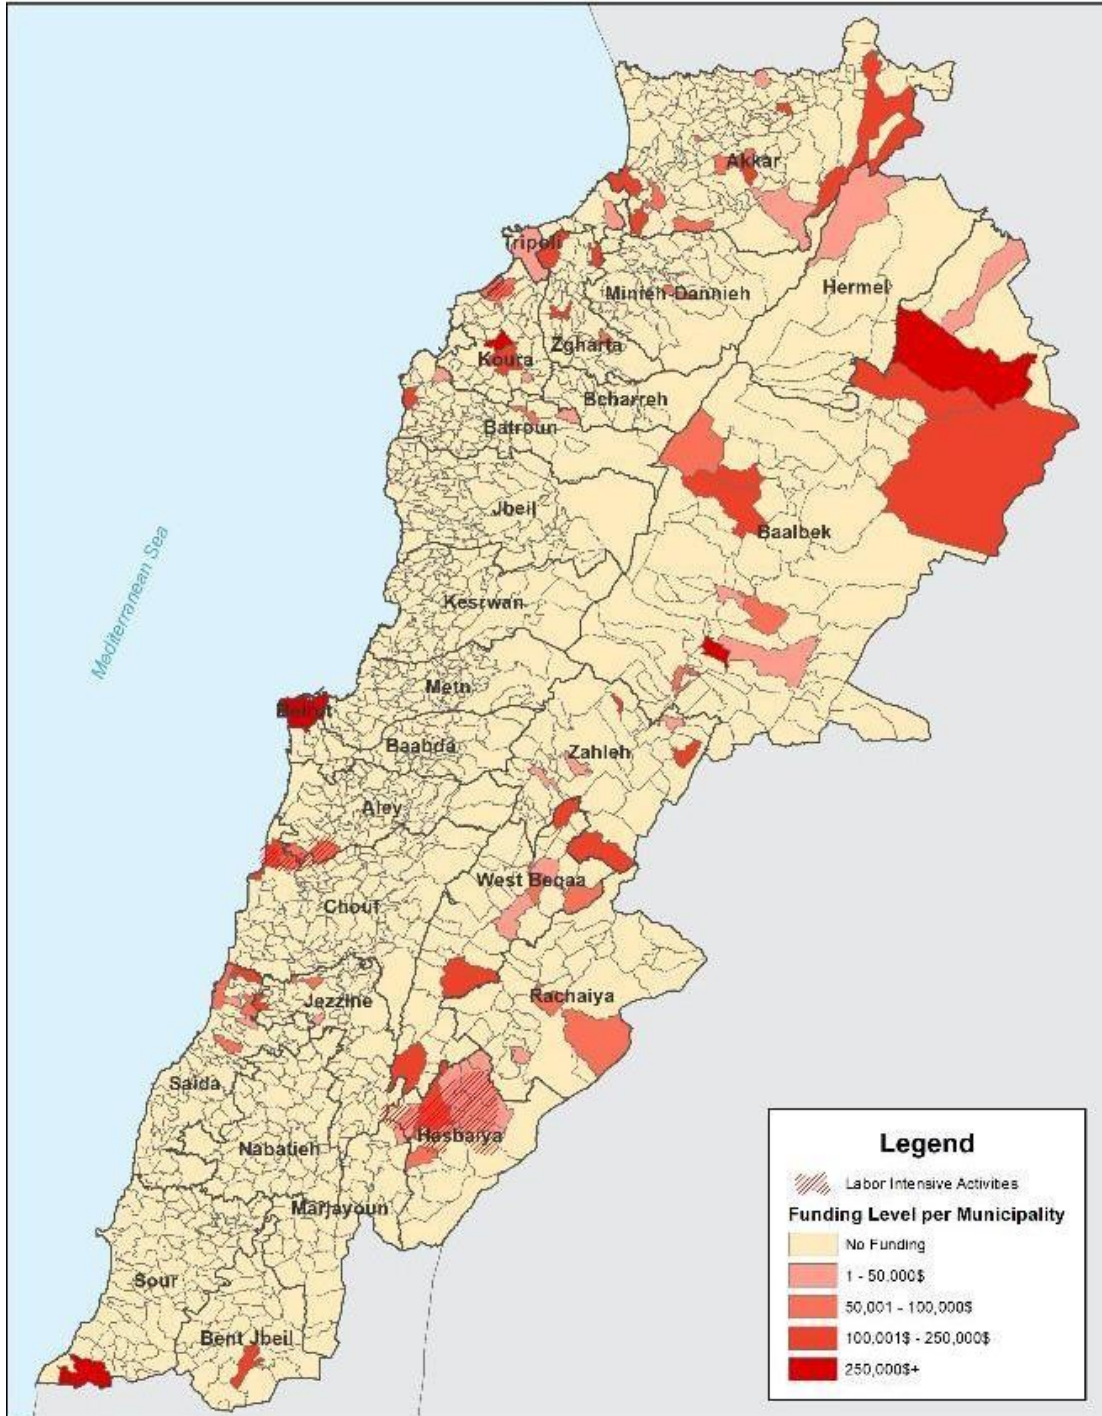 Akkar
Tripoli
Minieh-Dannieh
Hermel
Zgharta
Koura
Bcharreh
Batroun
Jbeil
Baalbek
Mediterranean Sea
Kesrwan
Metn
Beirut
Baabda
Zahleh
Aley
West Beqaa
Chouf
Jezzine
Rachaiya
Saida
Hasbaiya
Nabatieh
Marjayoun
Sour
Bent Jbeil
Legend
Labor Intensive Activities
Funding Level per Municipality
No Funding
1 - 50.000$
50,001 - 100,000$
100,001$ - 250,000$
250,000$+